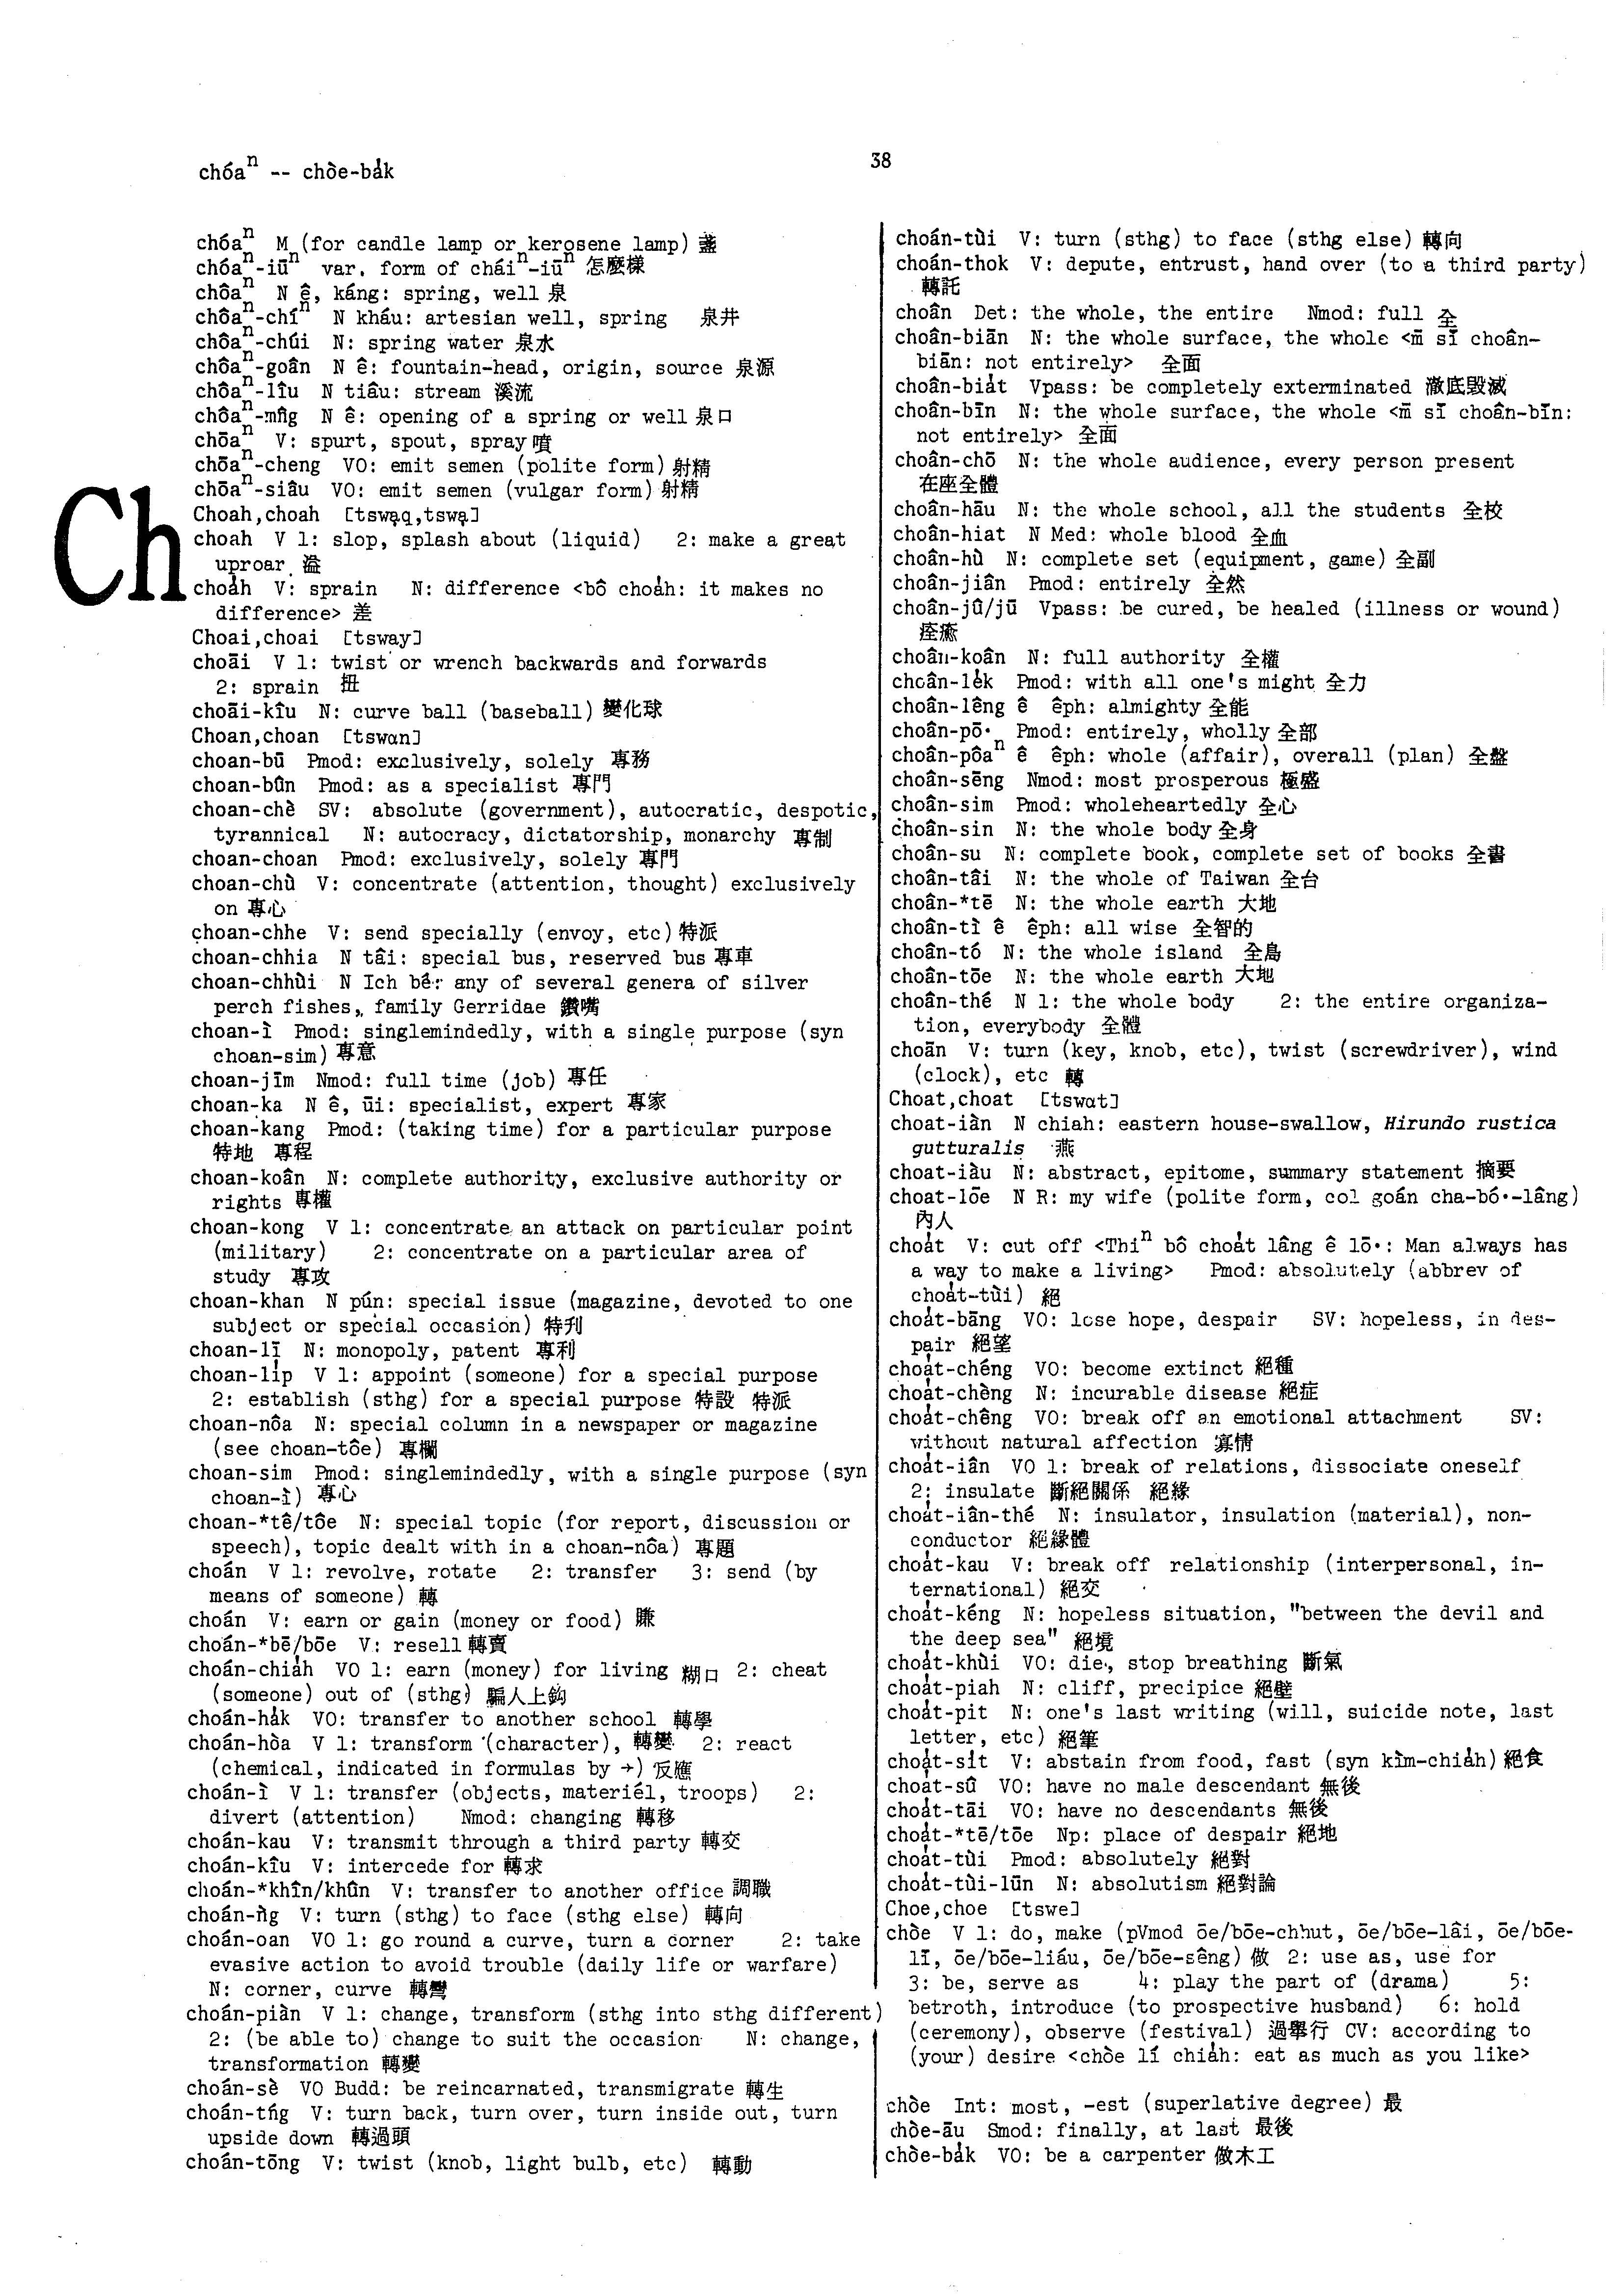 chóaⁿ -- chòe-ba̍k
38
Ch
chóaⁿ M (for candle lamp or kerosene lamp) 盞
chóaⁿ-iūⁿ var. form of cháiⁿ-iūⁿ 怎麼樣
chôaⁿ N ê, káng: spring, well 泉
chôaⁿ-chíⁿ N kháu: artesian well, spring 泉井
chôaⁿ-chúi N: spring water 泉水
chôaⁿ-goân N ê: fountain-head, origin, source 泉源
chôaⁿ-lîu N tiâu: stream 溪流
chôaⁿ-mn̂g N ê: opening of a spring or well 泉口
chōaⁿ V: spurt, spout, spray 噴
chōaⁿ-cheng VO: emit semen (polite form) 射精
chōaⁿ-siâu VO: emit semen (vulgar form) 射精
Choah,choah [tswąq,tswą]
choah V 1: slop, splash about (liquid) 2: make a great
uproar 溢
choa̍h V: sprain N: difference <bô choa̍h: it makes no
difference> 差
Choai,choai [tsway]
choāi V 1: twist or wrench backwards and forwards
2: sprain 扭
choāi-kîu N: curve ball (baseball) 變化球
Choan,choan [tswan]
choan-bū Pmod: exclusively, solely 專務
choan-bûn Pmod: as a specialist 專門
choan-chè SV: absolute (government), autocratic, despotic,
tyrannical N: autocracy, dictatorship, monarchy 專制
choan-choan Pmod: exclusively, solely 專門
choan-chù V: concentrate (attention, thought) exclusively
on 專心
choan-chhe V: send specially (envoy, etc) 特派
choan-chhia N tâi: special bus, reserved bus 專車
choan-chhùi N Ich bé: any of several genera of silver
perch fishes, family Gerridae 鑽嘴
choan-ì Pmod: singlemindedly, with a single purpose (syn
choan-sim) 專意
choan-jīm Nmod: full time (job) 專任
choan-ka N ê, ūi: specialist, expert 專家
choan-kang Pmod: (taking time) for a particular purpose
特地 專程
choan-koân N: complete authority, exclusive authority or
rights 專權
choan-kong V 1: concentrate an attack on particular point
(military) 2: concentrate on a particular area of
study 專攻
choan-khan N pún: special issue (magazine, devoted to one
subject or special occasion) 特刋
choan-lī N: monopoly, patent 專利
choan-li̍p V 1: appoint (someone) for a special purpose
2: establish (sthg) for a special purpose 特設 特派
choan-nôa N: special column in a newspaper or magazine
(see choan-tôe) 專欄
choan-sim Pmod: singlemindedly, with a single purpose (syn
choan-ì) 專心
choan-*tê/tôe N: special topic (for report, discussion or
speech), topic dealt with in a choan-nôa) 專題
choán V 1: revolve, rotate 2: transfer 3: send (by
means of someone) 轉
choán V: earn or gain (money or food) 賺
choán-*bē/bōe V: resell 轉賣
choán-chia̍h VO 1: earn (money) for living 糊口 2: cheat
(someone) out of (sthg) 騙人上鈎
choán-ha̍k VO: transfer to another school 轉學
choán-hòa V 1: transform (character), 轉變 2: react
(chemical, indicated in formulas by →) 反應
choán-ì V 1: transfer (objects, materiél, troops) 2:
divert (attention) Nmod: changing 轉移
choán-kau V: transmit through a third party 轉交
choán-kîu V: intercede for 轉求
choán-*khîn/khûn V: transfer to another office 調職
choán-ǹg V: turn (sthg) to face (sthg else) 轉向
choán-oan VO 1: go round a curve, turn a corner 2: take
evasive action to avoid trouble (daily life or warfare)
N: corner, curve 轉彎
choán-piàn V 1: change, transform (sthg into sthg different)
2: (be able to) change to suit the occasion N: change,
transformation 轉變
choán-sè VO Budd: be reincarnated, transmigrate 轉生
choán-tńg V: turn back, turn over, turn inside out, turn
upside down 轉過頭
choán-tōng V: twist (knob, light bulb, etc) 轉動
choán-tùi V: turn (sthg) to face (sthg else) 轉向
choán-thok V: depute, entrust, hand over (to a third party)
轉託
choân Det: the whole, the entire Nmod: full 全
choân-biān N: the whole surface, the whole <m̄ sī choân-
biān: not entirely> 全面
choân-bia̍t Vpass: be completely exterminated 澈底毀滅
choân-bīn N: the whole surface, the whole <m̄ sī choân-bīn:
not entirely> 全面
choân-chō N: the whole audience, every person present
在座全體
choân-hāu N: the whole school, all the students 全校
choân-hiat N Med: whole blood 全血
choân-hù N: complete set (equipment, game) 全副
choân-jiân Pmod: entirely 全然
choân-jû/jū Vpass: be cured, be healed (illness or wound)
痊癒
choân-koân N: full authority 全權
choân-le̍k Pmod: with all one's might 全力
choân-lêng ê êph: almighty 全能
choân-pō· Pmod: entirely, wholly 全部
choân-pôaⁿ ê êph: whole (affair), overall (plan) 全盤
choân-sēng Nmod: most prosperous 極盛
choân-sim Pmod: wholeheartedly 全心
choân-sin N: the whole body 全身
choân-su N: complete book, complete set of books 全書
choân-tâi N: the whole of Taiwan 全台
choân-*tē N: the whole earth 大地
choân-tì ê êph: all wise 全智的
choân-tó N: the whole island 全島
choân-tōe N: the whole earth 大地
choân-thé N 1: the whole body 2: the entire organiza-
tion, everybody 全體
choān V: turn (key, knob, etc), twist (screwdriver), wind
(clock), etc 轉
Choat,choat [tswat]
choat-iàn N chiah: eastern house-swallow, Hirundo rustica
gutturalis 燕
choat-iàu N: abstract, epitome, summary statement 摘要
choat-lōe N R: my wife (polite form, col goán cha-bó·-lâng)
內人
choa̍t V: cut off <Thiⁿ bô choa̍t lâng ê lō·: Man always has
a way to make a living> Pmod: absolutely (abbrev of
choa̍t-tùi) 絕
choa̍t-bāng VO: lose hope, despair SV: hopeless, in des-
pair 絕望
choa̍t-chéng VO: become extinct 絕種
choa̍t-chèng N: incurable disease 絕症
choa̍t-chêng VO: break off an emotional attachment SV:
without natural affection 寡情
choa̍t-iân VO 1: break of relations, dissociate oneself
2: insulate 斷絕關係 絕緣
choa̍t-iân-thé N: insulator, insulation (material), non-
conductor 絕緣體
choa̍t-kau V: break off relationship (interpersonal, in-
ternational) 絕交
choa̍t-kéng N: hopeless situation, "between the devil and
the deep sea" 絕境
choa̍t-khùi VO: die, stop breathing 斷氣
choa̍t-piah N: cliff, precipice 絕壁
choa̍t-pit N: one's last writing (will, suicide note, last
letter, etc) 絕筆
choa̍t-si̍t V: abstain from food, fast (syn kìm-chia̍h) 絕食
choa̍t-sû VO: have no male descendant 無後
choa̍t-tāi VO: have no descendants 無後
choa̍t-*tē/tōe Np: place of despair 絕地
choa̍t-tùi Pmod: absolutely 絕對
choa̍t-tùi-lūn N: absolutism 絕對論
Choe,choe [tswe]
chòe V 1: do, make (pVmod ōe/bōe-chhut, ōe/bōe-lâi, ōe/bōe-
lī, ōe/bōe-liáu, ōe/bōe-sêng) 做 2: use as, use for
3: be, serve as 4: play the part of (drama) 5:
betroth, introduce (to prospective husband) 6: hold
(ceremony), observe (festival) 過舉行 CV: according to
(your) desire <chòe lí chia̍h: eat as much as you like>
chòe Int: most, -est (superlative degree) 最
chòe-āu Smod: finally, at last 最後
chòe-ba̍k VO: be a carpenter 做木工